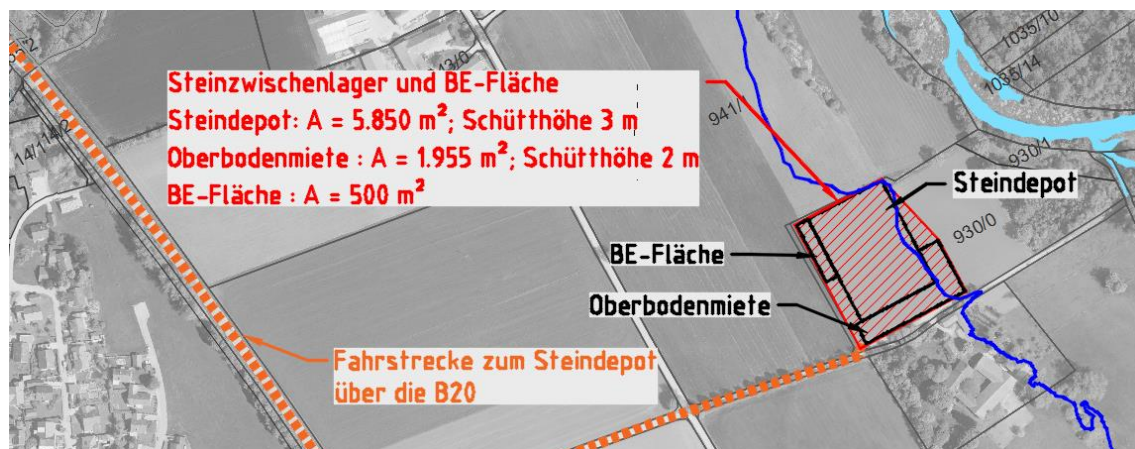 Steinzwischenlager und BE-Fläche
Steindepot: A = 5.850 m²; Schütthöhe 3 m
Oberbodenmiete : A = 1.955 m²; Schütthöhe 2 m
BE-Fläche : A = 500 m²
1035/10
1035/14
941/1
930/1
Steindepot
930/0
BE-Fläche
Oberbodenmiete
Fahrstrecke zum Steindepot
über die B20